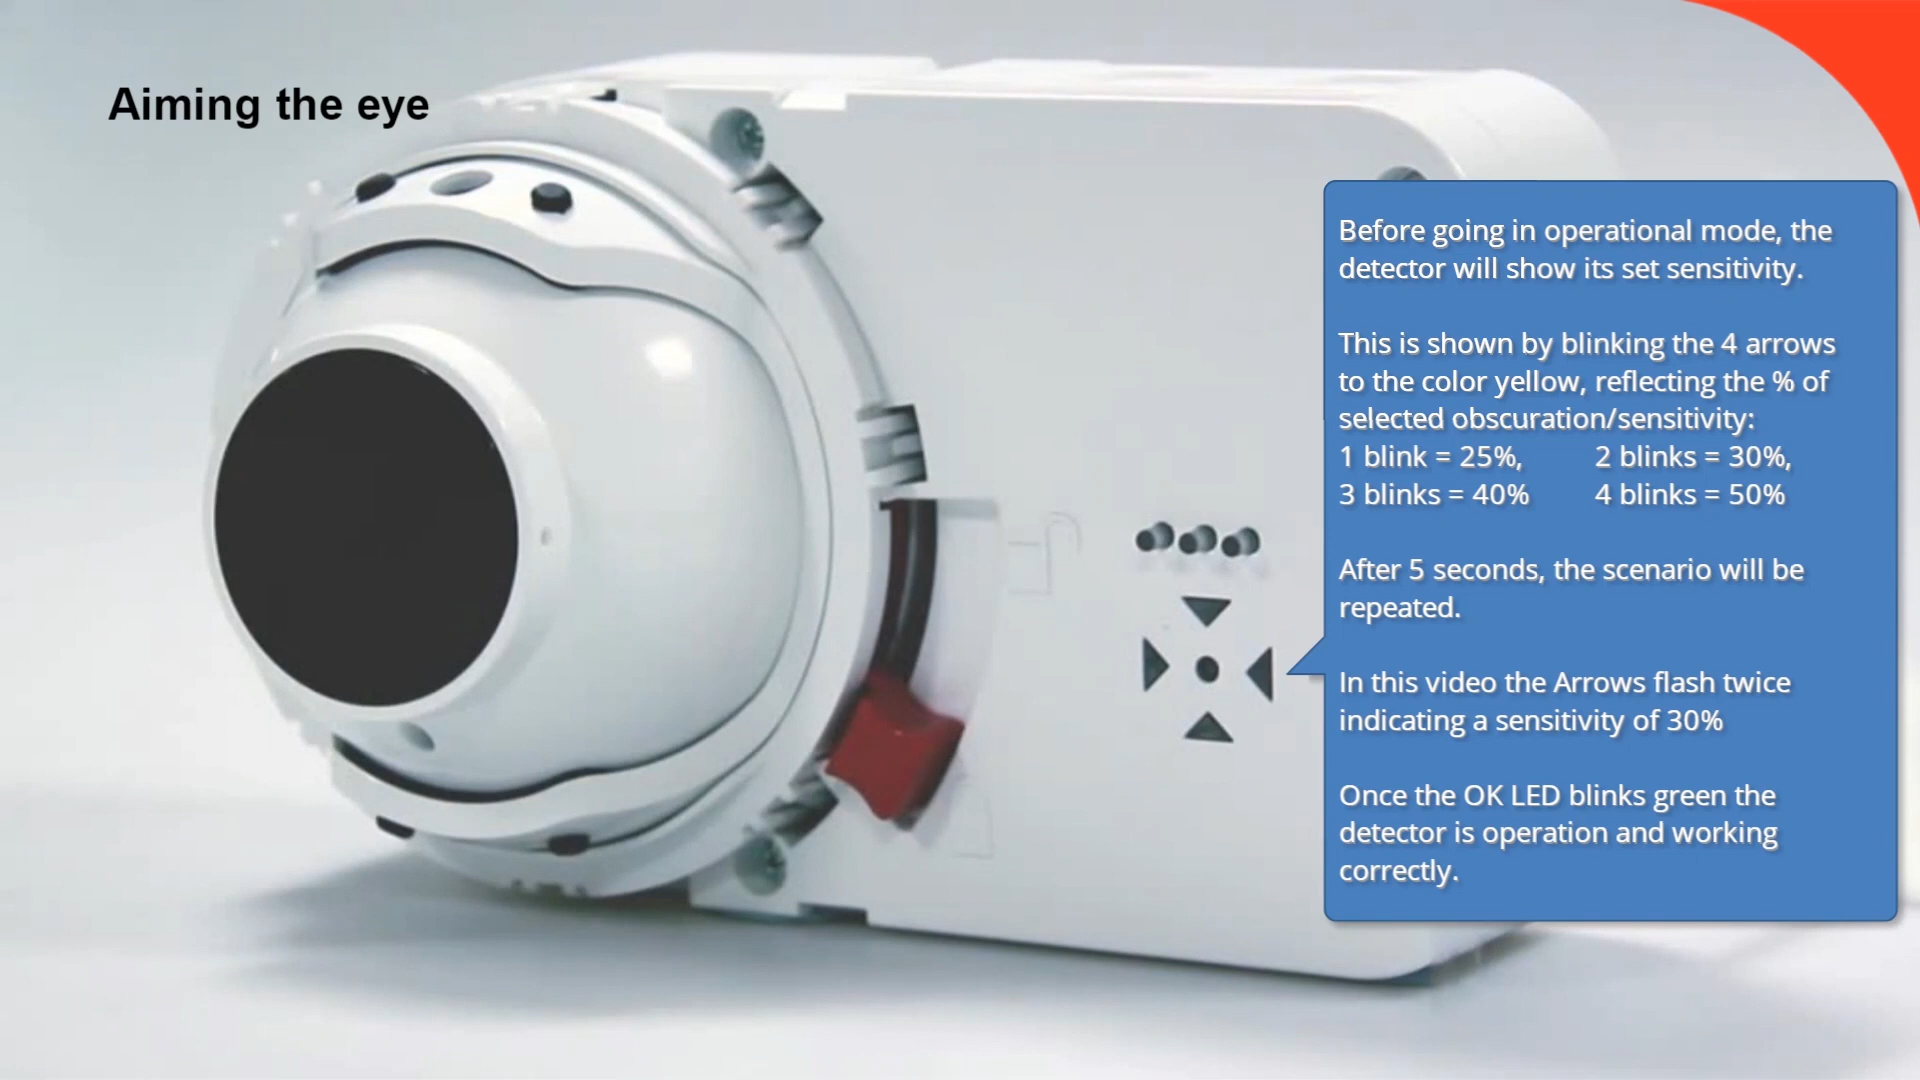 Aiming the eye
Before going in operational mode, the
detector will show its set sensitivity.
This is shown by blinking the 4 arrows
to the color yellow, reflecting the % of
selected obscuration/sensitivity:
1 blink = 25%, 2 blinks = 30%,
3 blinks = 40% 4 blinks = 50%
After 5 seconds, the scenario will be
repeated.
In this video the Arrows flash twice
indicating a sensitivity of 30%
Once the OK LED blinks green the
detector is operation and working
correctly.